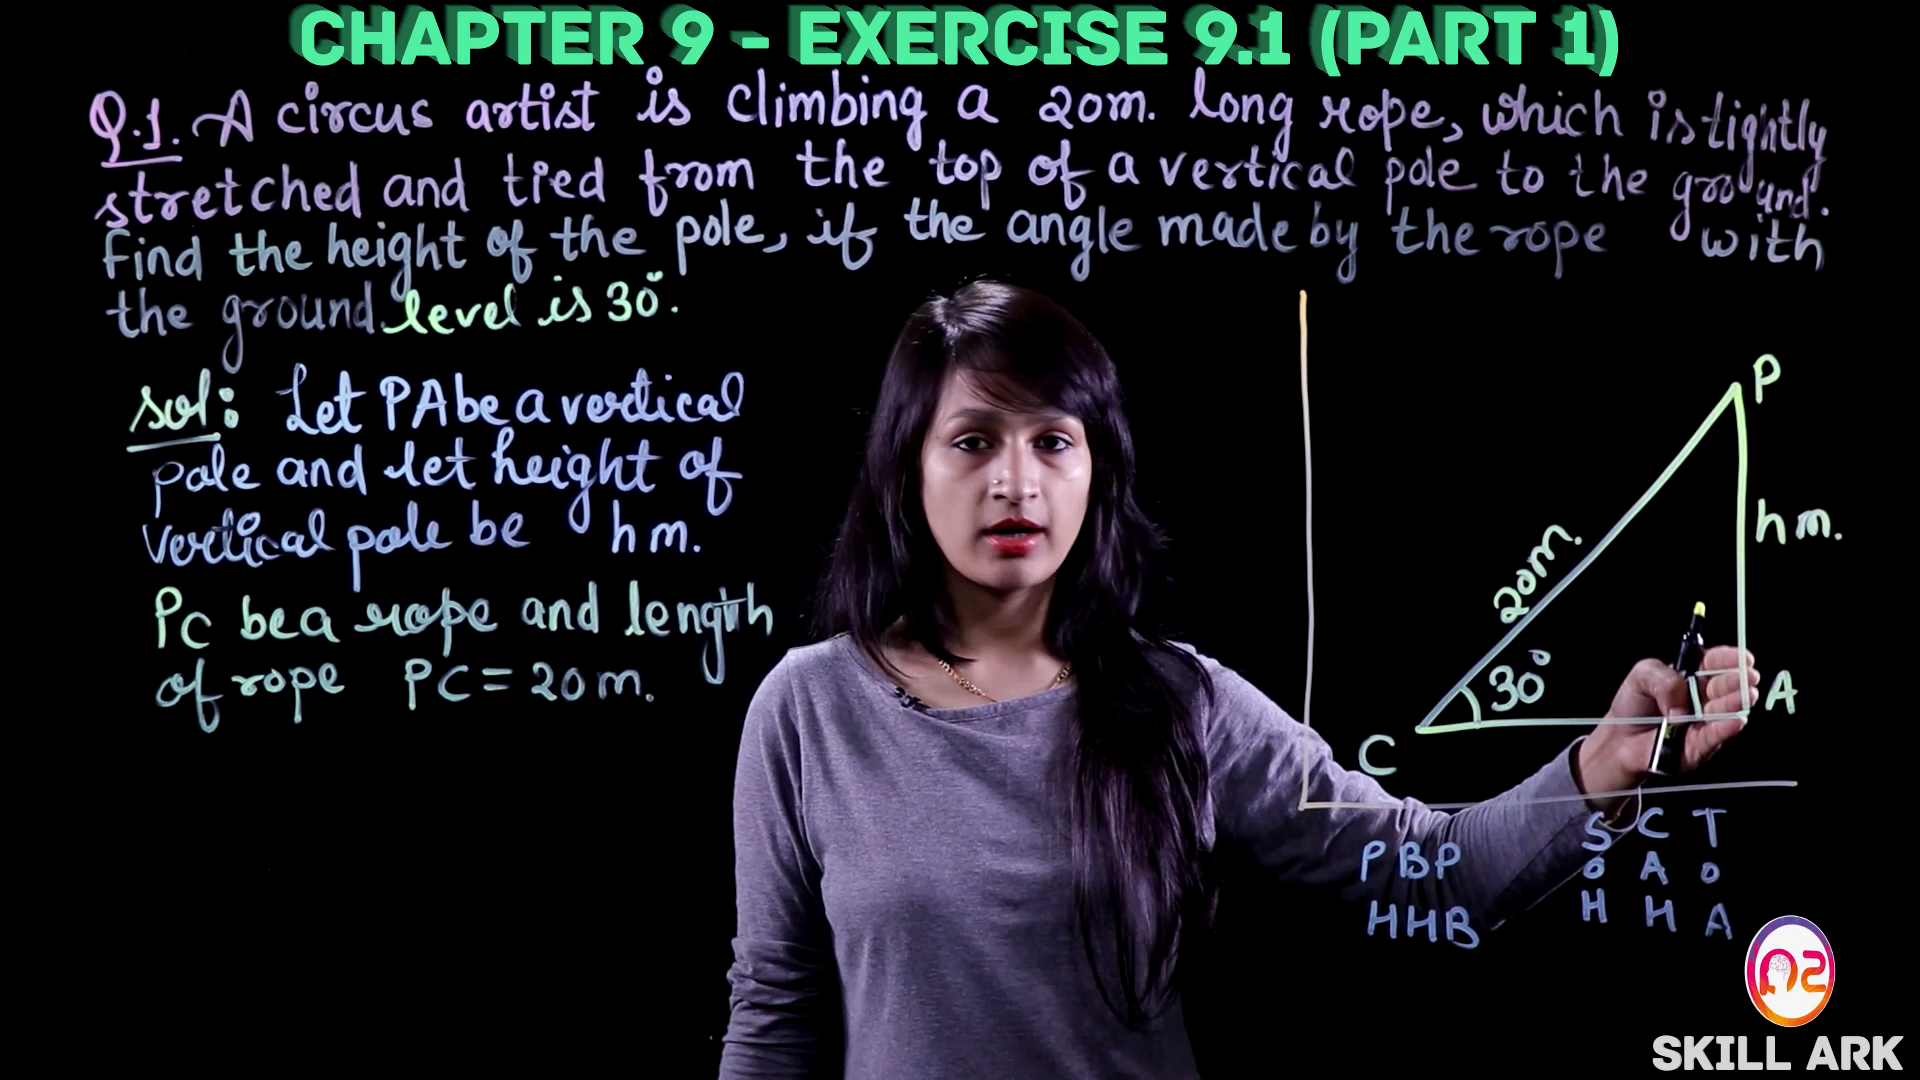 CHAPTER 9 - EXERCISE 9.1 (PART 1)
Q.1. A circus artist is climbing a 20m. long rope, which is tightly
stretched and tied from the top of a vertical pole to the ground.
Find the height of the pole, if the angle made by the rope with
the ground level is 30°.
Sol: Let PA be a vertical
pole and let height of
vertical pole be h m.
PC be a rope and length
of rope PC = 20 m.
P
20m.
h m.
30°
A
C
S C T
O A O
H H A
PBP
HHB
SKILL ARK